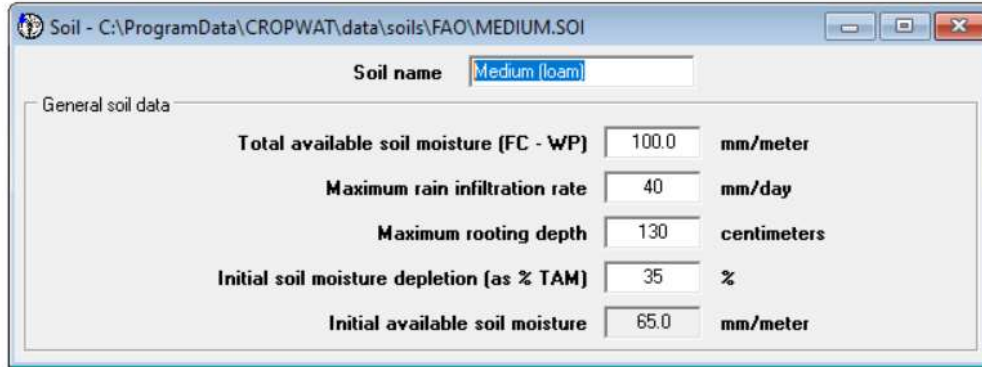 Soil - C:\ProgramData\CROPWAT\data\soils\FAO\MEDIUM.SOI
Soil name Medium (loam)
General soil data
Total available soil moisture (FC - WP) 100.0 mm/meter
Maximum rain infiltration rate 40 mm/day
Maximum rooting depth 130 centimeters
Initial soil moisture depletion (as % TAM) 35 %
Initial available soil moisture 65.0 mm/meter